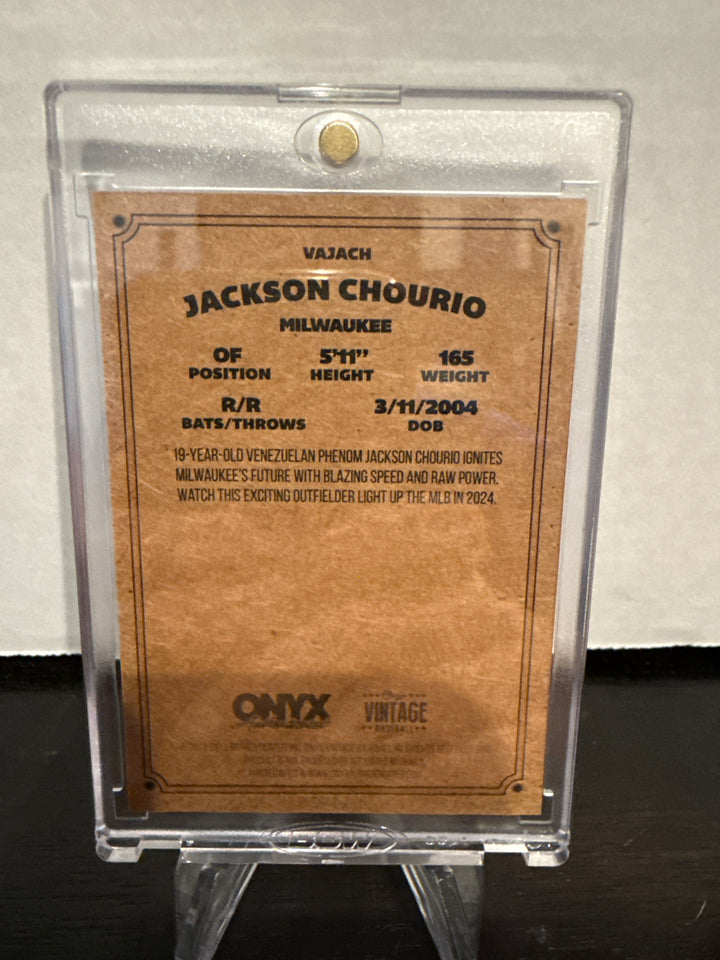 VAJACH
JACKSON CHOURIO
MILWAUKEE
OF 5'11" 165
POSITION HEIGHT WEIGHT
R/R 3/11/2004
BATS/THROWS DOB
19-YEAR-OLD VENEZUELAN PHENOM JACKSON CHOURIO IGNITES
MILWAUKEE'S FUTURE WITH BLAZING SPEED AND RAW POWER.
WATCH THIS EXCITING OUTFIELDER LIGHT UP THE MLB IN 2024.
ONYX
VINTAGE
BASEBALL
BCW